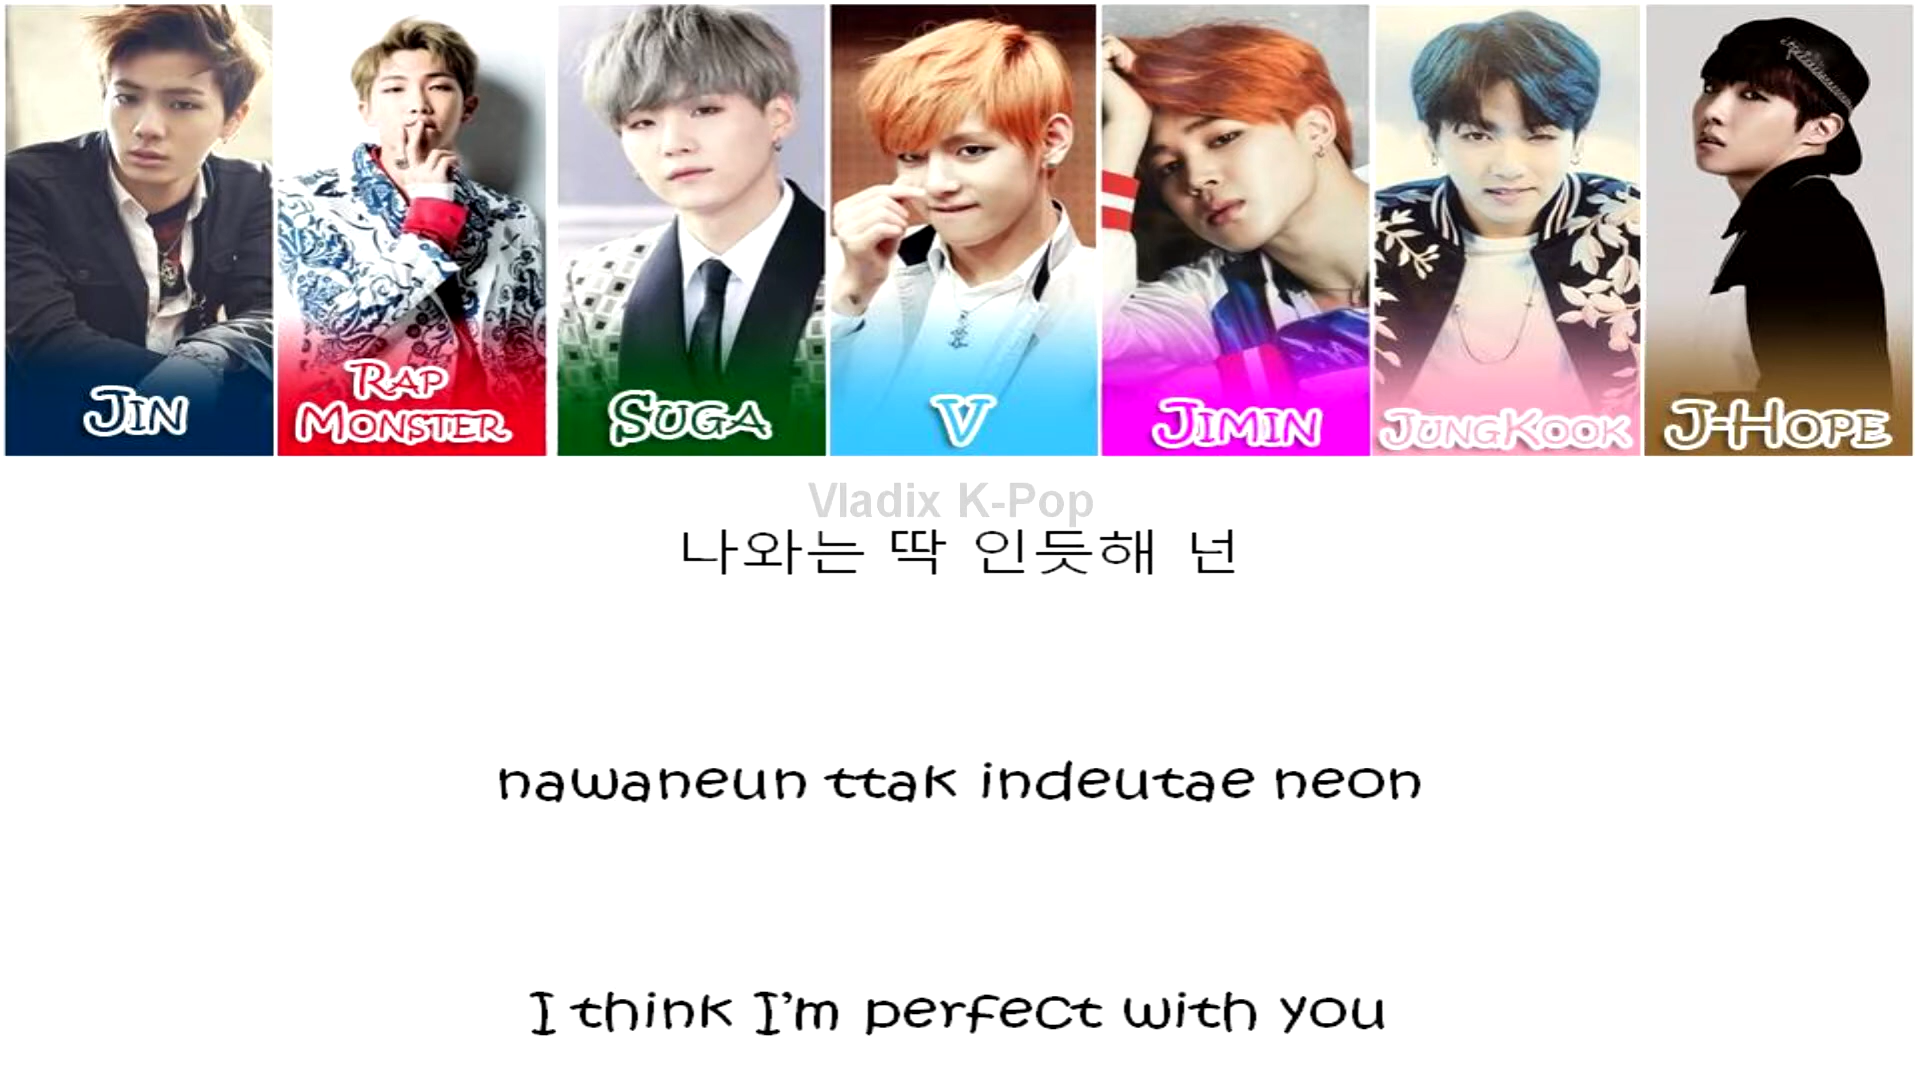 Jin
Rap Monster
Suga
V
Jimin
JungKook
J-Hope
Vladix K-Pop
나와는 딱 인듯해 넌
nawaneun ttak indeutae neon
I think I'm perfect with you